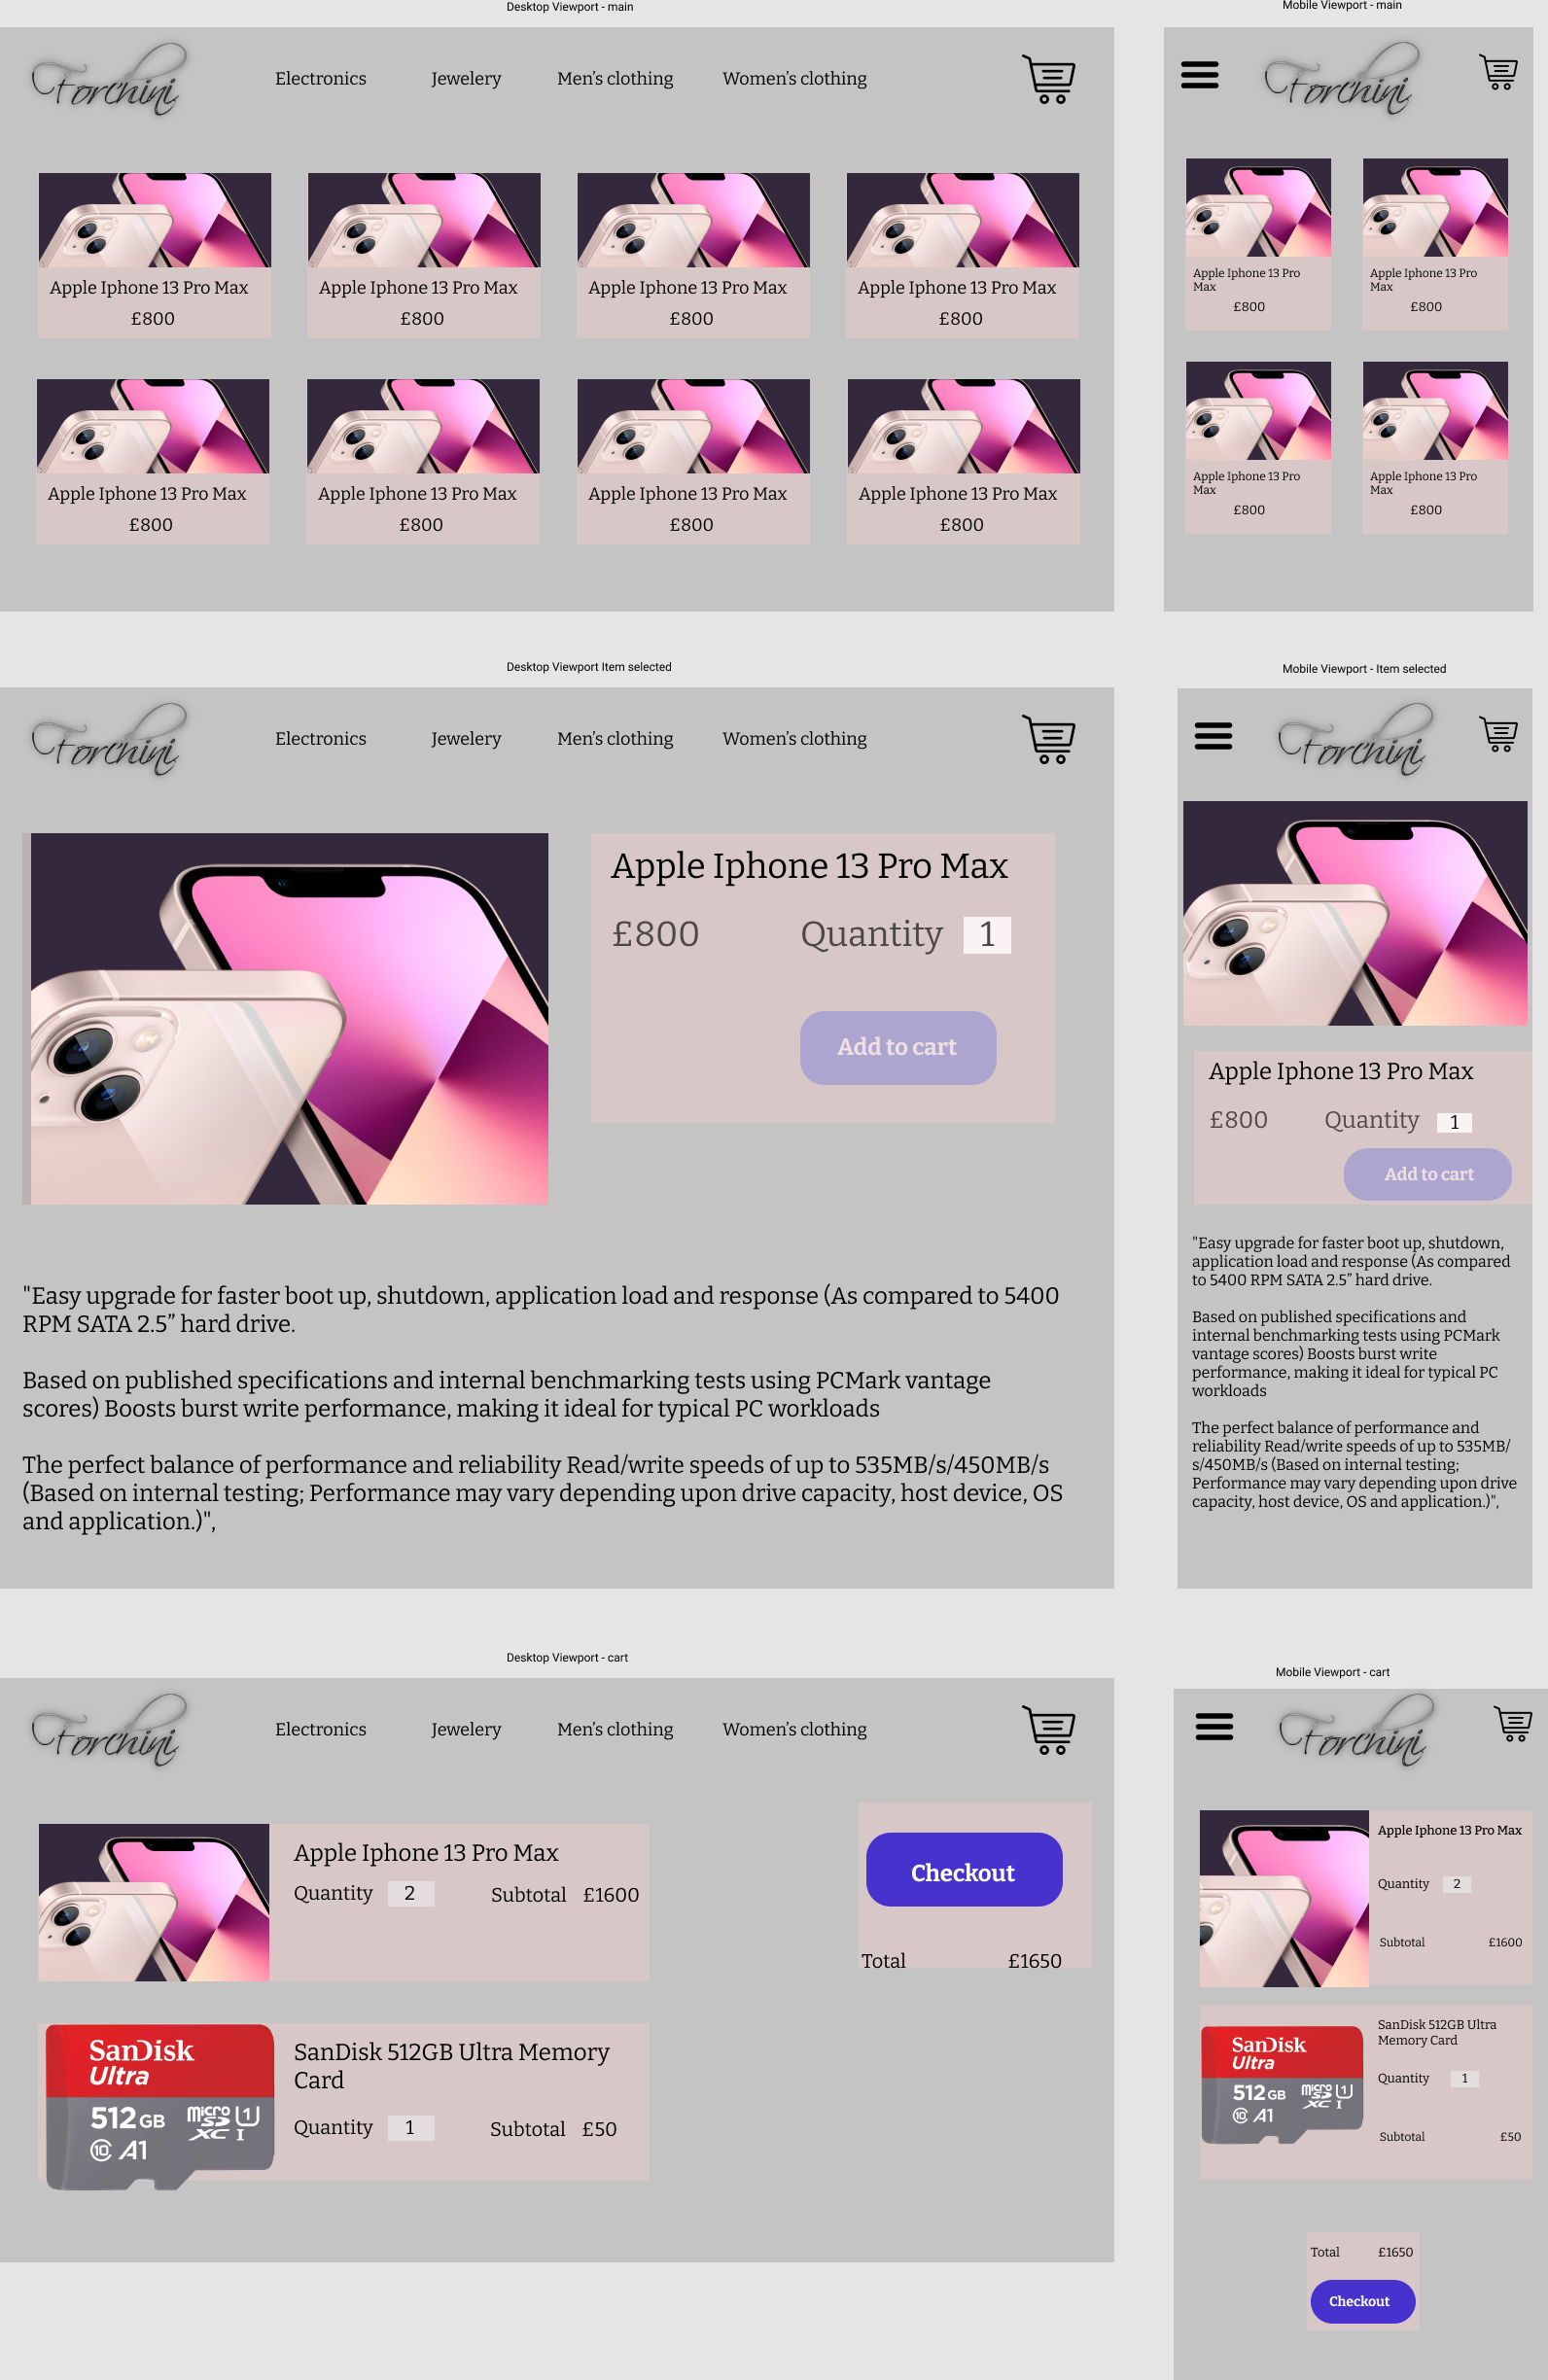 Desktop Viewport - main
Forchini
Electronics Jewelery Men’s clothing Women’s clothing
Apple Iphone 13 Pro Max
£800
Apple Iphone 13 Pro Max
£800
Apple Iphone 13 Pro Max
£800
Apple Iphone 13 Pro Max
£800
Apple Iphone 13 Pro Max
£800
Apple Iphone 13 Pro Max
£800
Apple Iphone 13 Pro Max
£800
Apple Iphone 13 Pro Max
£800
Mobile Viewport - main
Forchini
Apple Iphone 13 Pro
Max
£800
Apple Iphone 13 Pro
Max
£800
Apple Iphone 13 Pro
Max
£800
Apple Iphone 13 Pro
Max
£800
Desktop Viewport Item selected
Forchini
Electronics Jewelery Men’s clothing Women’s clothing
Apple Iphone 13 Pro Max
£800 Quantity 1
Add to cart
"Easy upgrade for faster boot up, shutdown, application load and response (As compared to 5400
RPM SATA 2.5” hard drive.
Based on published specifications and internal benchmarking tests using PCMark vantage
scores) Boosts burst write performance, making it ideal for typical PC workloads
The perfect balance of performance and reliability Read/write speeds of up to 535MB/s/450MB/s
(Based on internal testing; Performance may vary depending upon drive capacity, host device, OS
and application.)",
Mobile Viewport - Item selected
Forchini
Apple Iphone 13 Pro Max
£800 Quantity 1
Add to cart
"Easy upgrade for faster boot up, shutdown,
application load and response (As compared
to 5400 RPM SATA 2.5” hard drive.
Based on published specifications and
internal benchmarking tests using PCMark
vantage scores) Boosts burst write
performance, making it ideal for typical PC
workloads
The perfect balance of performance and
reliability Read/write speeds of up to 535MB/
s/450MB/s (Based on internal testing;
Performance may vary depending upon drive
capacity, host device, OS and application.)",
Desktop Viewport - cart
Forchini
Electronics Jewelery Men’s clothing Women’s clothing
Apple Iphone 13 Pro Max
Quantity 2 Subtotal £1600
Checkout
Total £1650
SanDisk
Ultra
512 GB micro SD XC I U1
10 A1
SanDisk 512GB Ultra Memory
Card
Quantity 1 Subtotal £50
Mobile Viewport - cart
Forchini
Apple Iphone 13 Pro Max
Quantity 2
Subtotal £1600
SanDisk
Ultra
512 GB micro SD XC I U1
10 A1
SanDisk 512GB Ultra
Memory Card
Quantity 1
Subtotal £50
Total £1650
Checkout